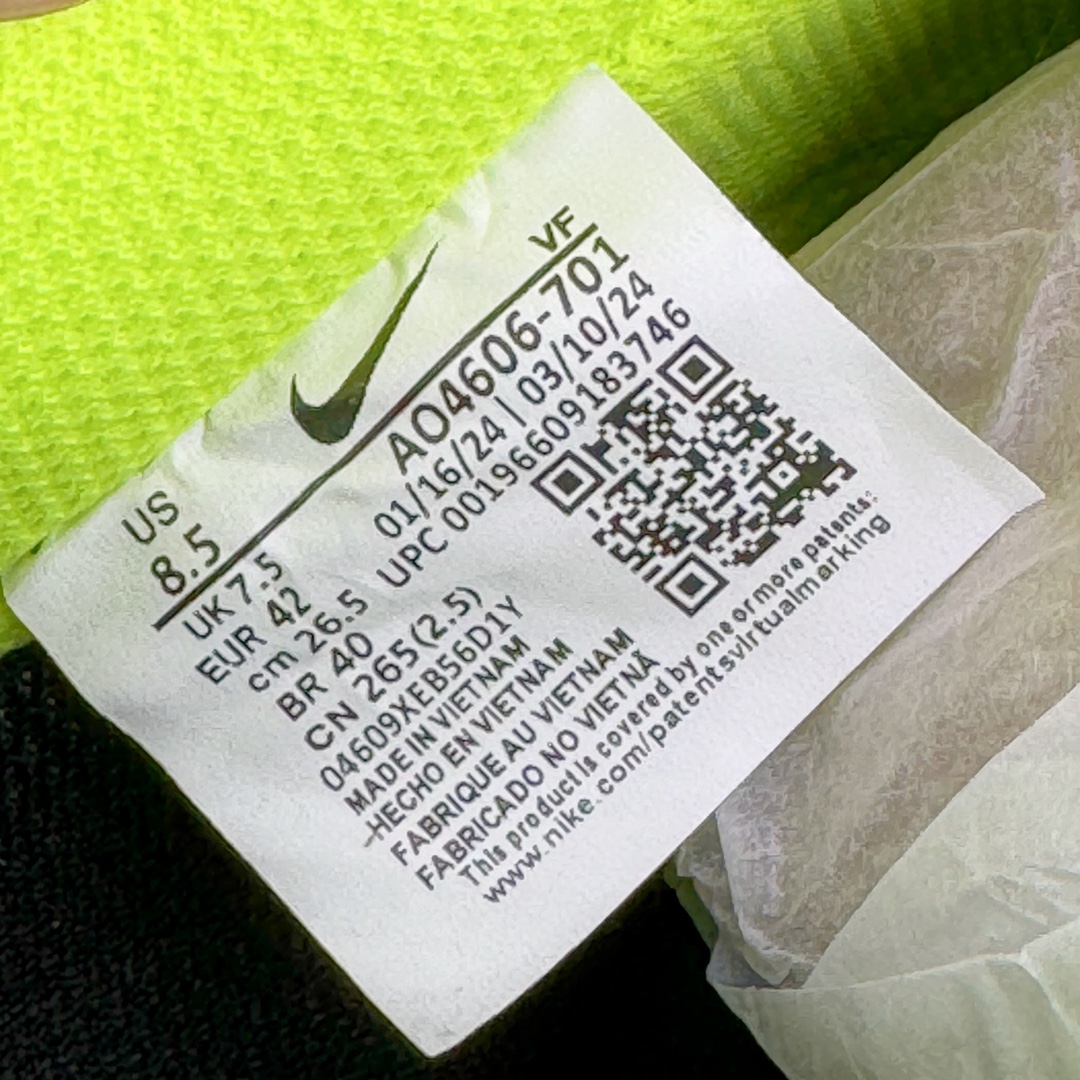 VF
US
8.5
AO4606-701
01/16/24 | 03/10/24
UPC 00196609183746
UK 7.5
EUR 42
cm 26.5
BR 40
CN 265(2.5)
04609XEBS6D1Y
MADE IN VIETNAM
HECHO EN VIETNAM
FABRIQUE AU VIETNAM
FABRICADO NO VIETNÃ
This product is covered by one or more patents:
www.nike.com/patentsvirtualmarking